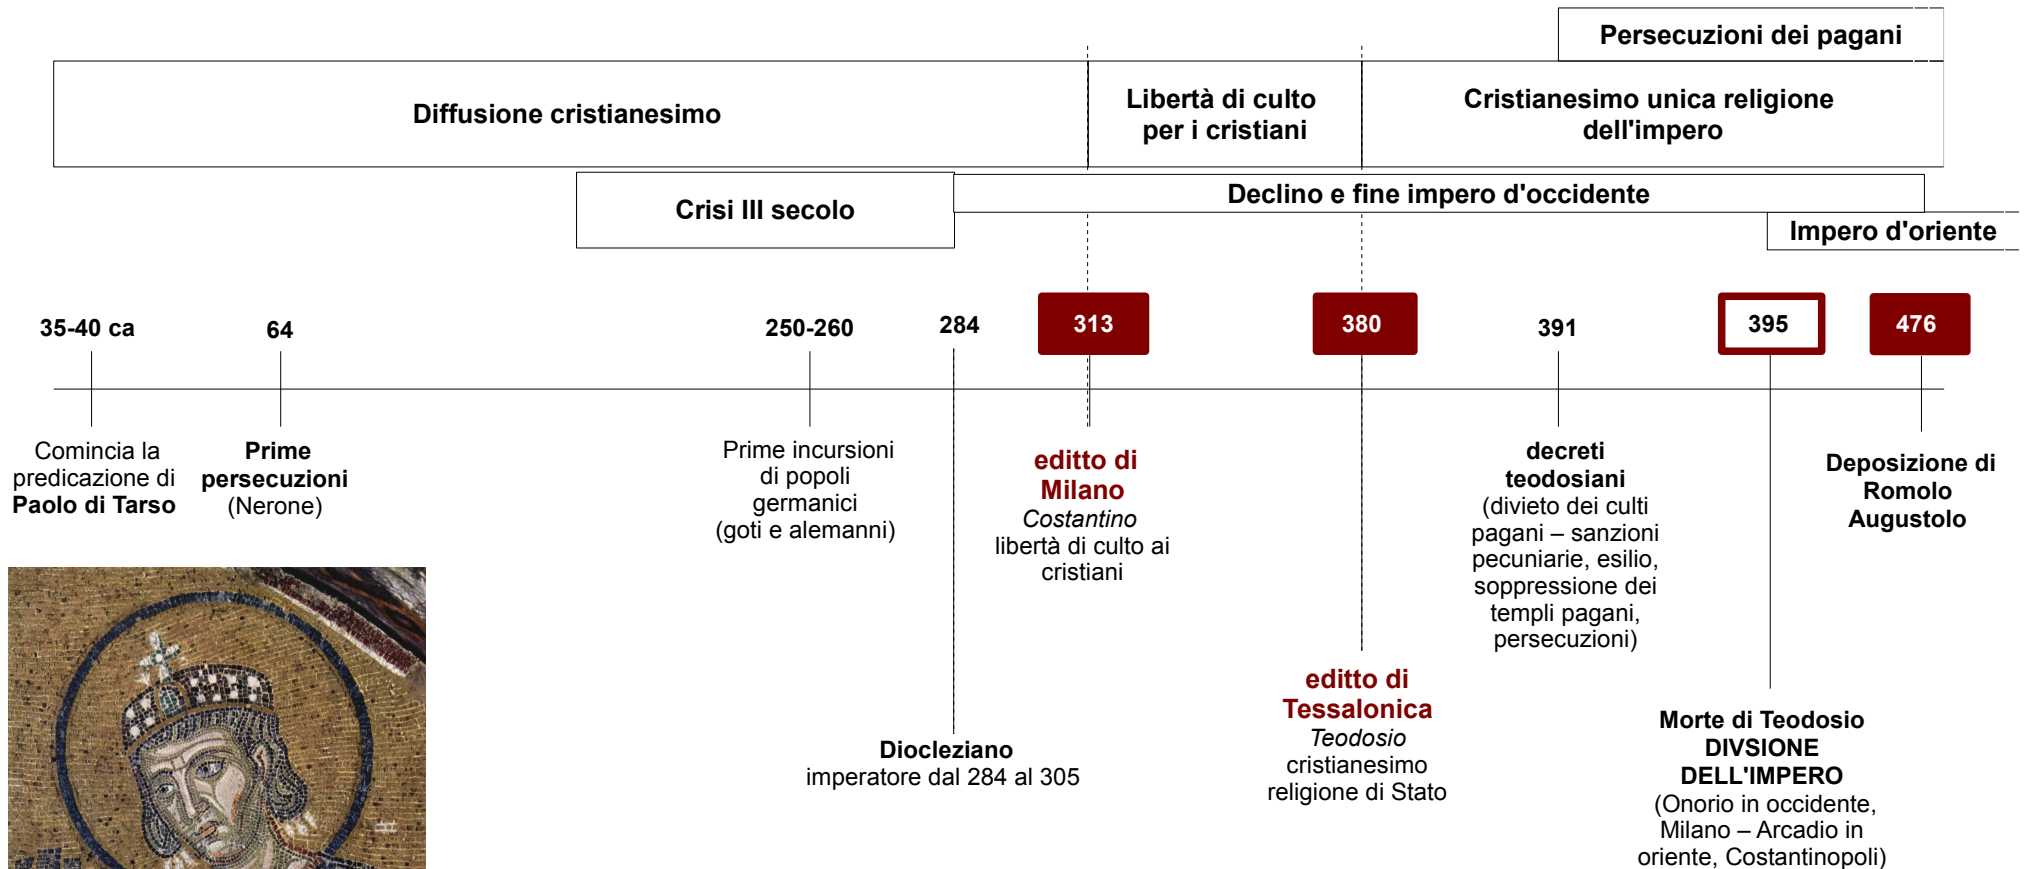 Persecuzioni dei pagani
Diffusione cristianesimo
Libertà di culto
per i cristiani
Cristianesimo unica religione
dell'impero
Crisi III secolo
Declino e fine impero d'occidente
Impero d'oriente
35-40 ca
64
250-260
284
313
380
391
395
476
Comincia la
predicazione di
Paolo di Tarso
Prime
persecuzioni
(Nerone)
Prime incursioni
di popoli
germanici
(goti e alemanni)
Diocleziano
imperatore dal 284 al 305
editto di
Milano
Costantino
libertà di culto ai
cristiani
editto di
Tessalonica
Teodosio
cristianesimo
religione di Stato
decreti
teodosiani
(divieto dei culti
pagani – sanzioni
pecuniarie, esilio,
soppressione dei
templi pagani,
persecuzioni)
Morte di Teodosio
DIVSIONE
DELL'IMPERO
(Onorio in occidente,
Milano – Arcadio in
oriente, Costantinopoli)
Deposizione di
Romolo
Augustolo